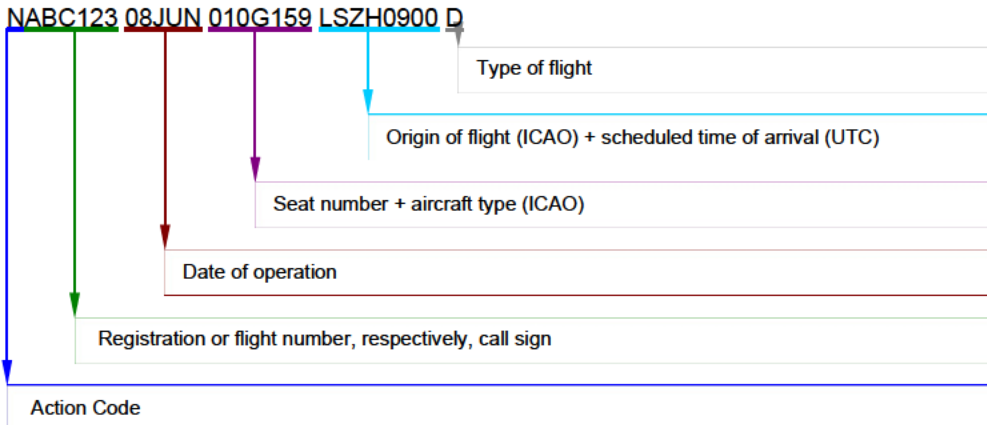 NABC123 08JUN 010G159 LSZH0900 D
Type of flight
Origin of flight (ICAO) + scheduled time of arrival (UTC)
Seat number + aircraft type (ICAO)
Date of operation
Registration or flight number, respectively, call sign
Action Code